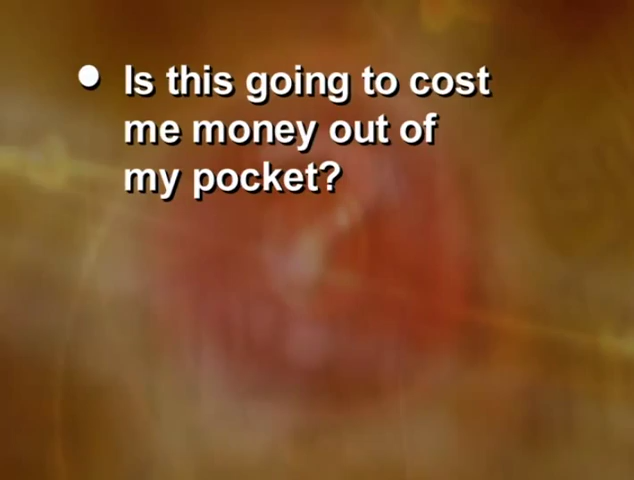 • Is this going to cost
me money out of
my pocket?